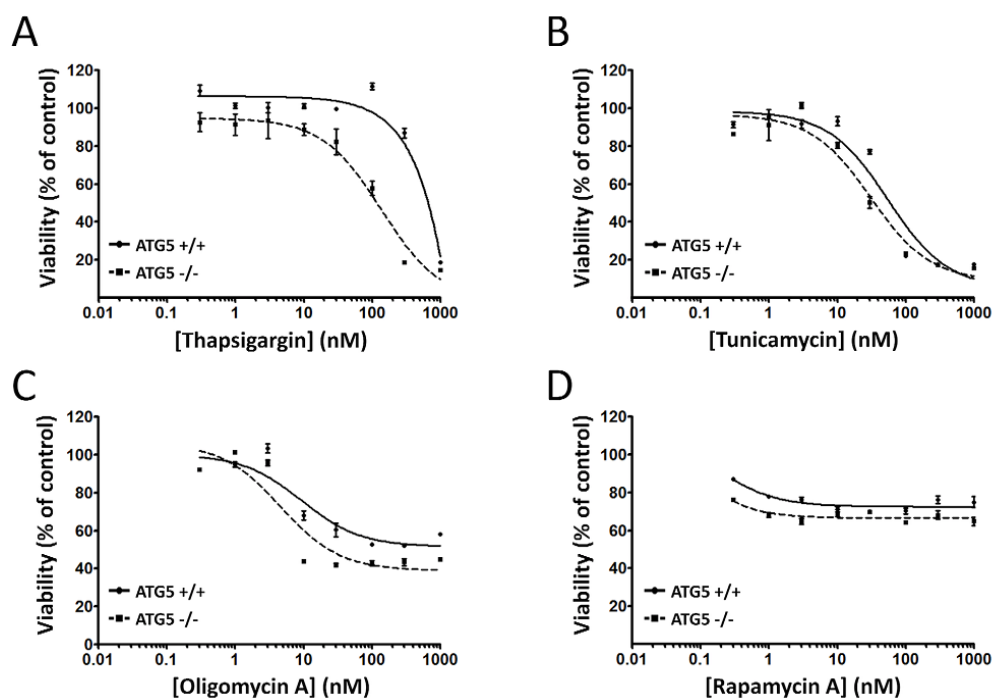 A
Viability (% of control)
120
100
80
60
40
20
ATG5 +/+
ATG5 -/-
0.01 0.1 1 10 100 1000
[Thapsigargin] (nM)
B
Viability (% of control)
120
100
80
60
40
20
ATG5 +/+
ATG5 -/-
0.01 0.1 1 10 100 1000
[Tunicamycin] (nM)
C
Viability (% of control)
120
100
80
60
40
20
0
ATG5 +/+
ATG5 -/-
0.01 0.1 1 10 100 1000
[Oligomycin A] (nM)
D
Viability (% of control)
120
100
80
60
40
20
0
ATG5 +/+
ATG5 -/-
0.01 0.1 1 10 100 1000
[Rapamycin A] (nM)